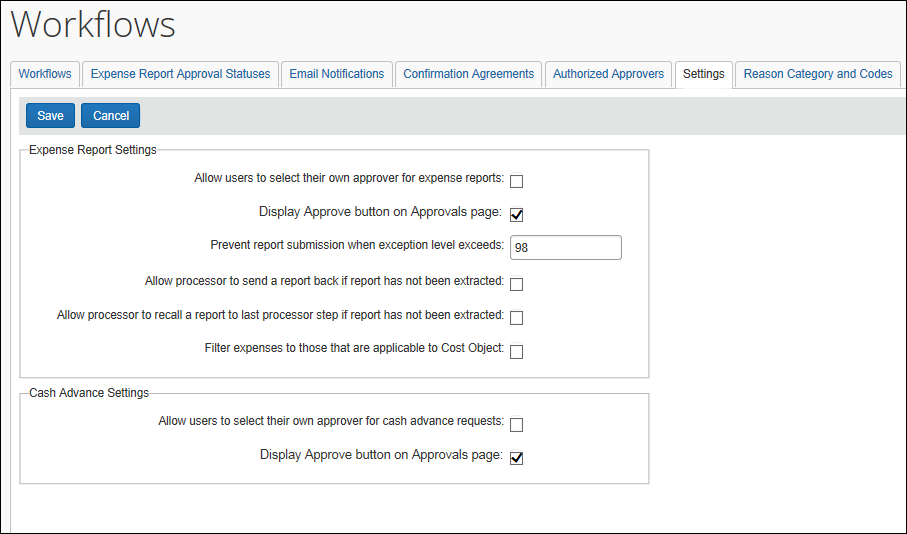 Workflows
Workflows Expense Report Approval Statuses Email Notifications Confirmation Agreements Authorized Approvers Settings Reason Category and Codes
Save Cancel
Expense Report Settings
Allow users to select their own approver for expense reports:
Display Approve button on Approvals page:
Prevent report submission when exception level exceeds: 98
Allow processor to send a report back if report has not been extracted:
Allow processor to recall a report to last processor step if report has not been extracted:
Filter expenses to those that are applicable to Cost Object:
Cash Advance Settings
Allow users to select their own approver for cash advance requests:
Display Approve button on Approvals page: